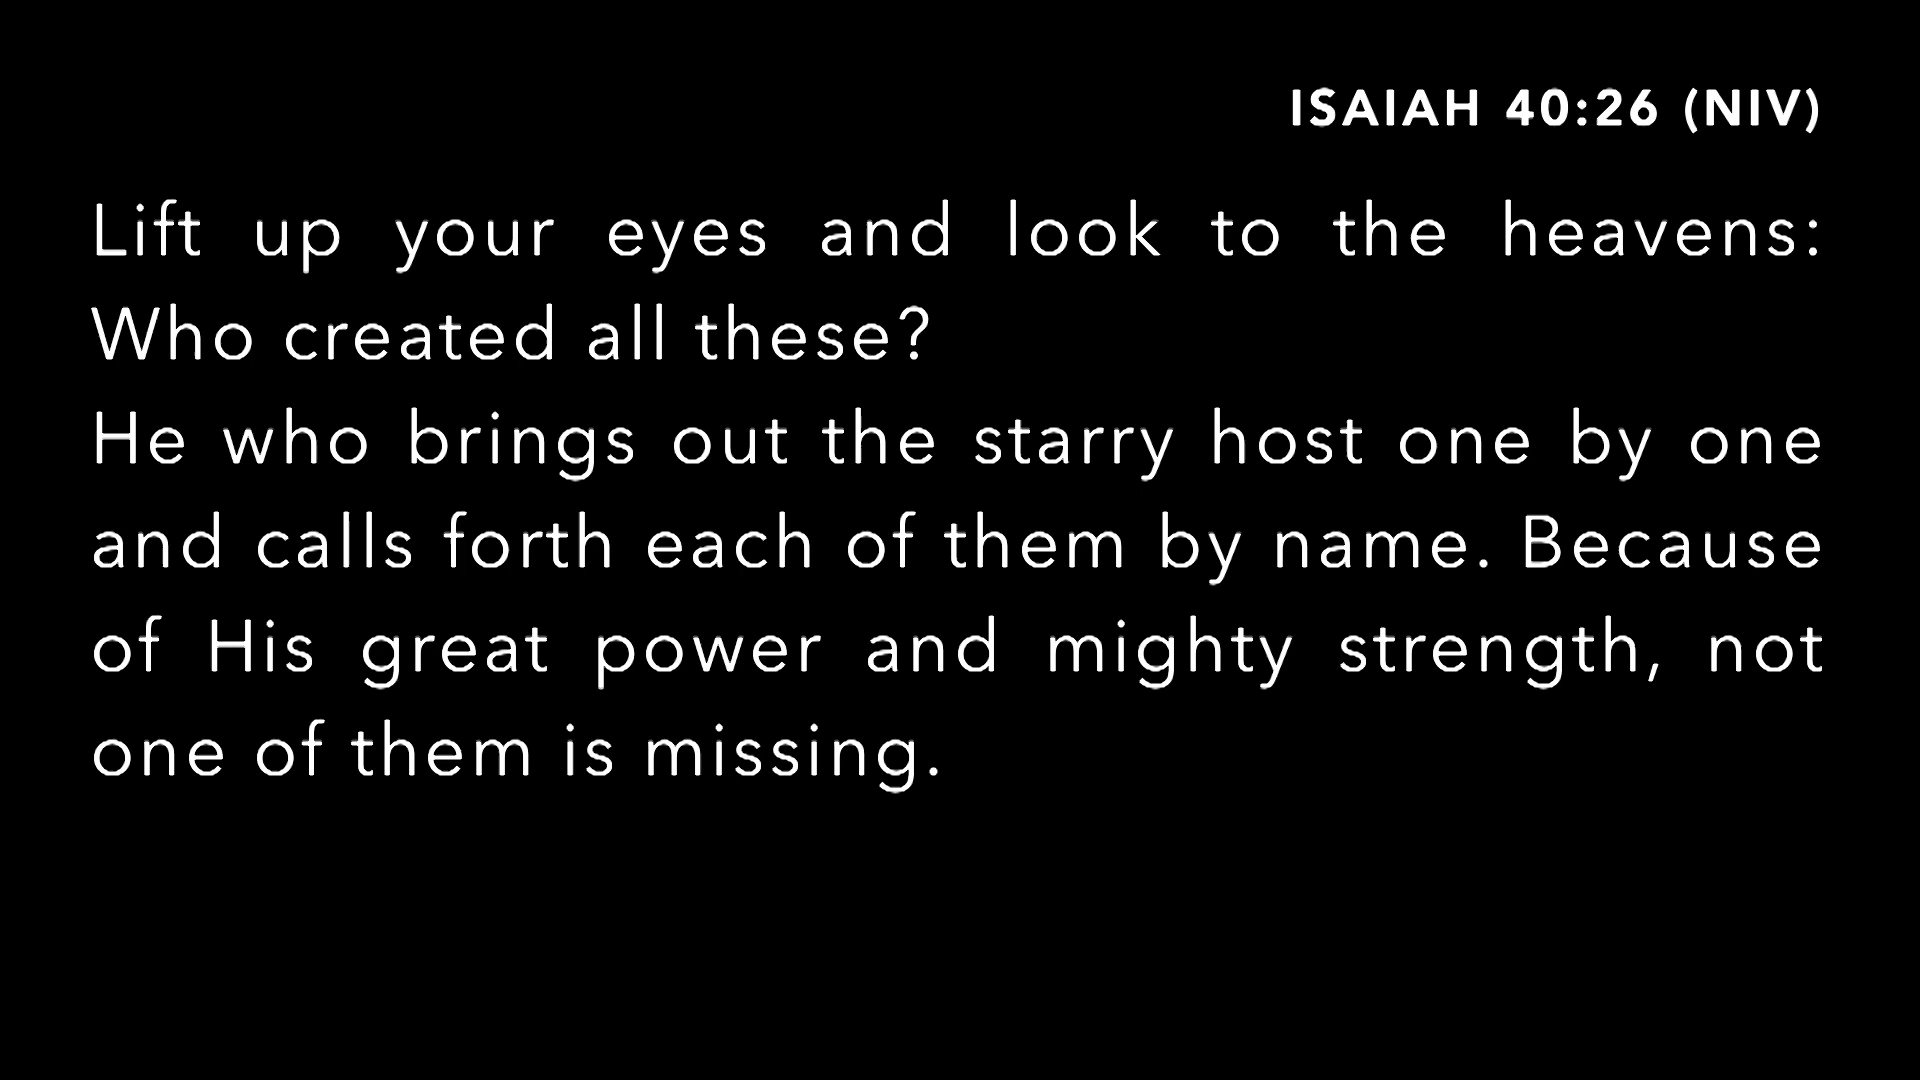 ISAIAH 40:26 (NIV)
Lift up your eyes and look to the heavens:
Who created all these?
He who brings out the starry host one by one
and calls forth each of them by name. Because
of His great power and mighty strength, not
one of them is missing.